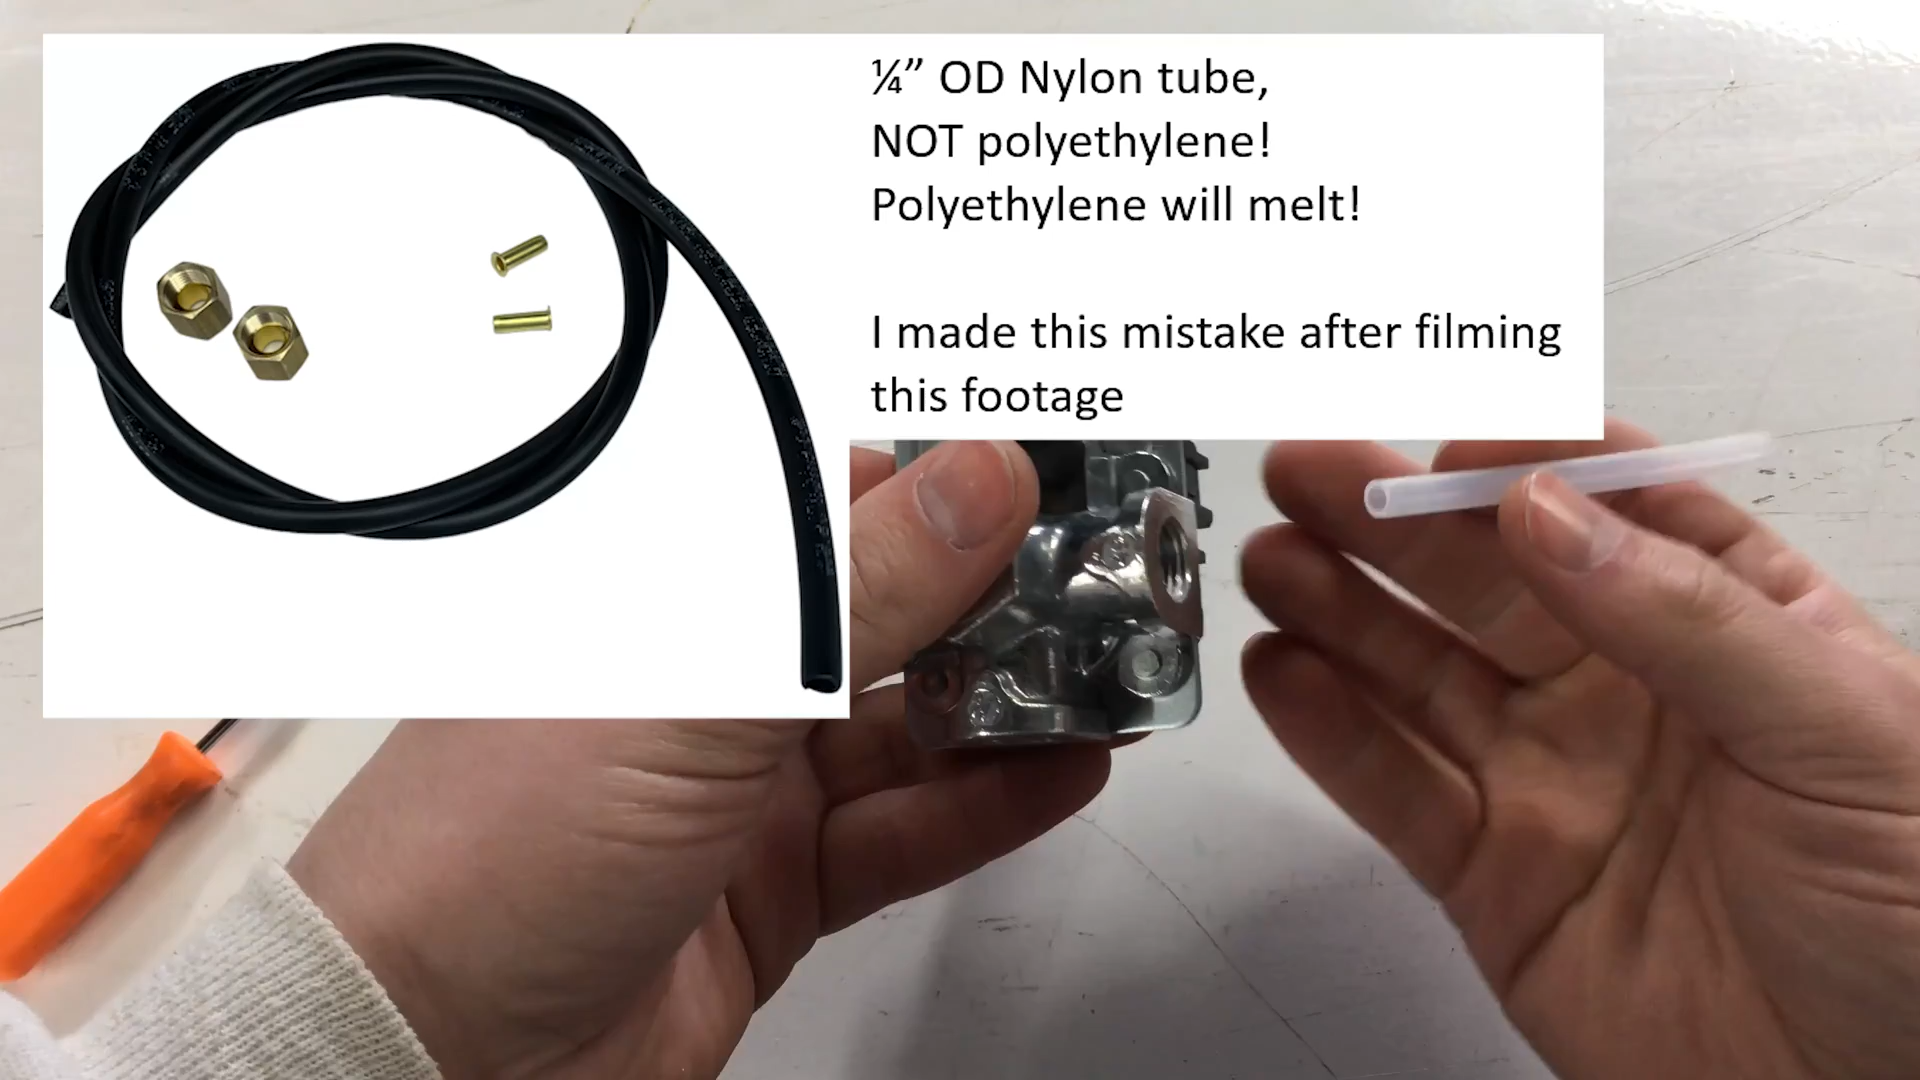 ¼” OD Nylon tube,
NOT polyethylene!
Polyethylene will melt!
I made this mistake after filming
this footage